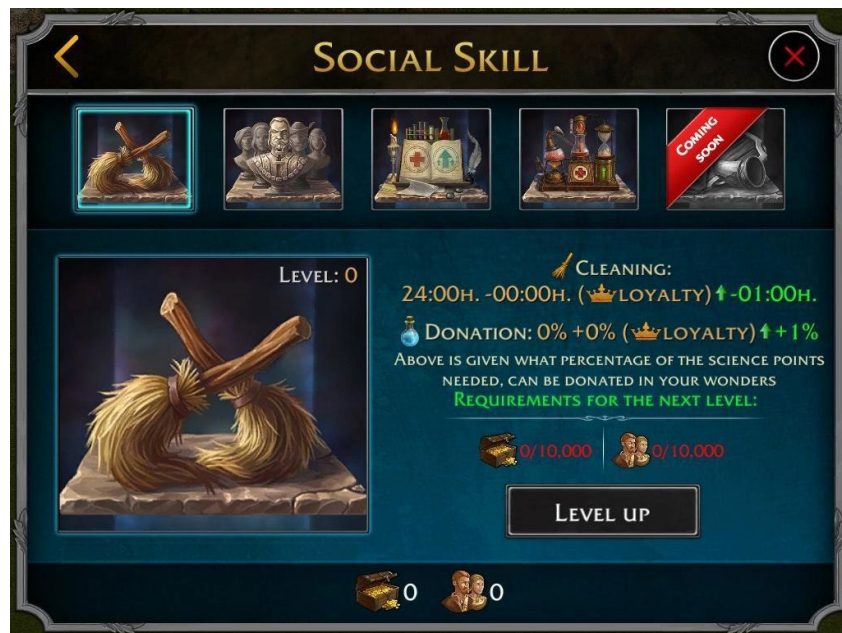 Social Skill
Coming soon
Level: 0
Cleaning:
24:00h. -00:00h. (Loyalty) -01:00h.
Donation: 0% +0% (Loyalty) +1%
Above is given what percentage of the science points
needed, can be donated in your wonders
Requirements for the next level:
0/10,000 0/10,000
Level up
0 0